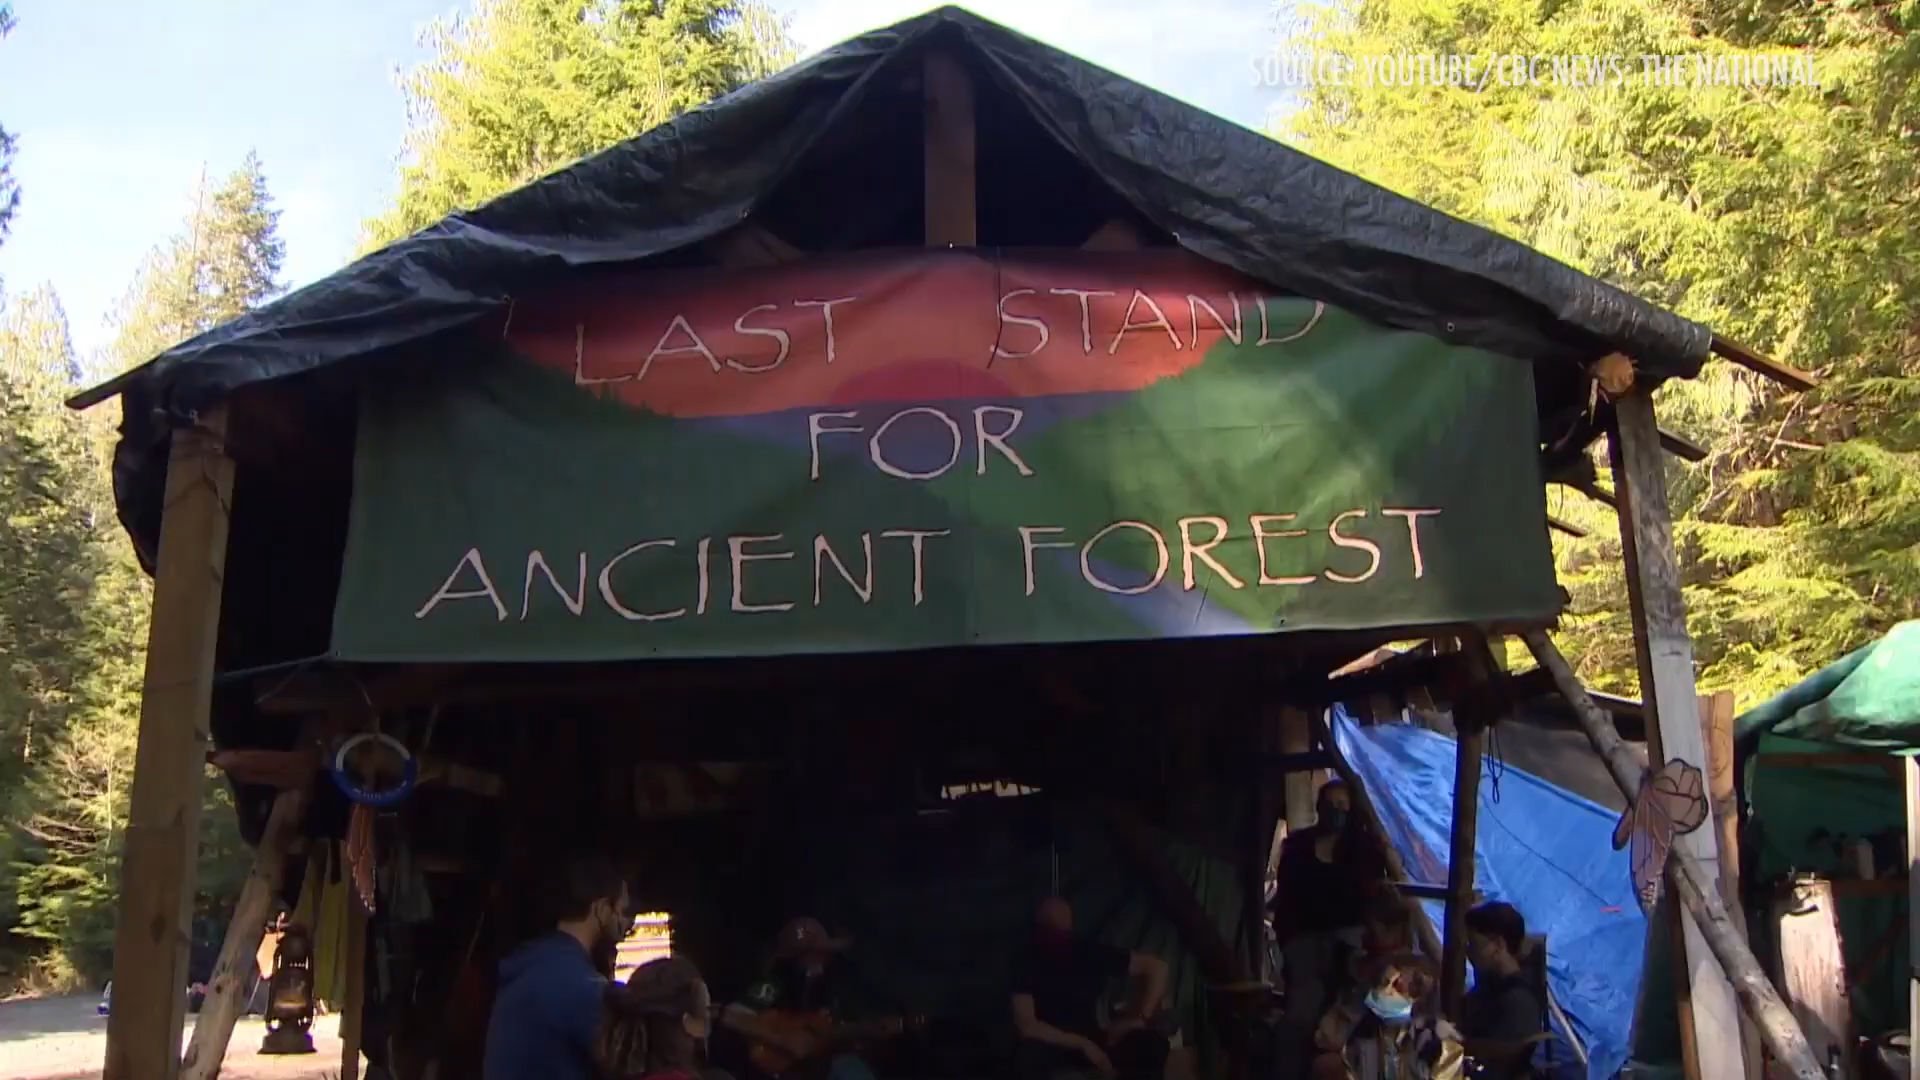 SOURCE: YOUTUBE/CBC NEWS: THE NATIONAL
LAST STAND
FOR
ANCIENT FOREST